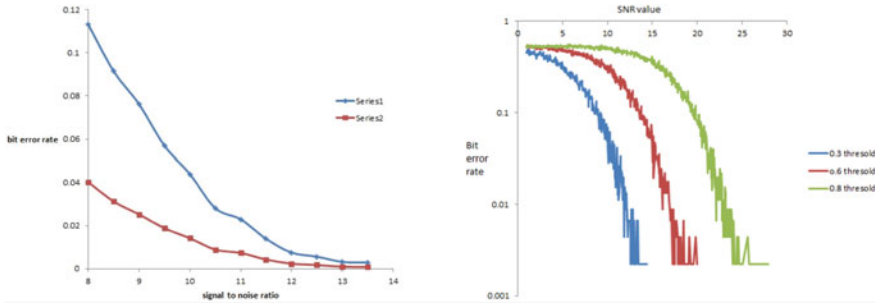 0.12
0.1
0.08
0.06
0.04
0.02
0
bit error rate
8
9
10
11
12
13
14
signal to noise ratio
Series1
Series2
SNR value
0
5
10
15
20
25
30
1
0.1
0.01
0.001
Bit
error
rate
0.3 thresold
o.6 thresold
0.8 thresold